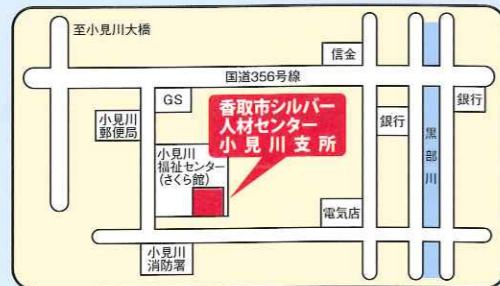 至小見川大橋
信金
国道356号線
GS
銀行
香取市シルバー
人材センター
小見川支所
小見川
郵便局
銀行
黒部川
小見川
福祉センター
(さくら館)
電気店
小見川
消防署